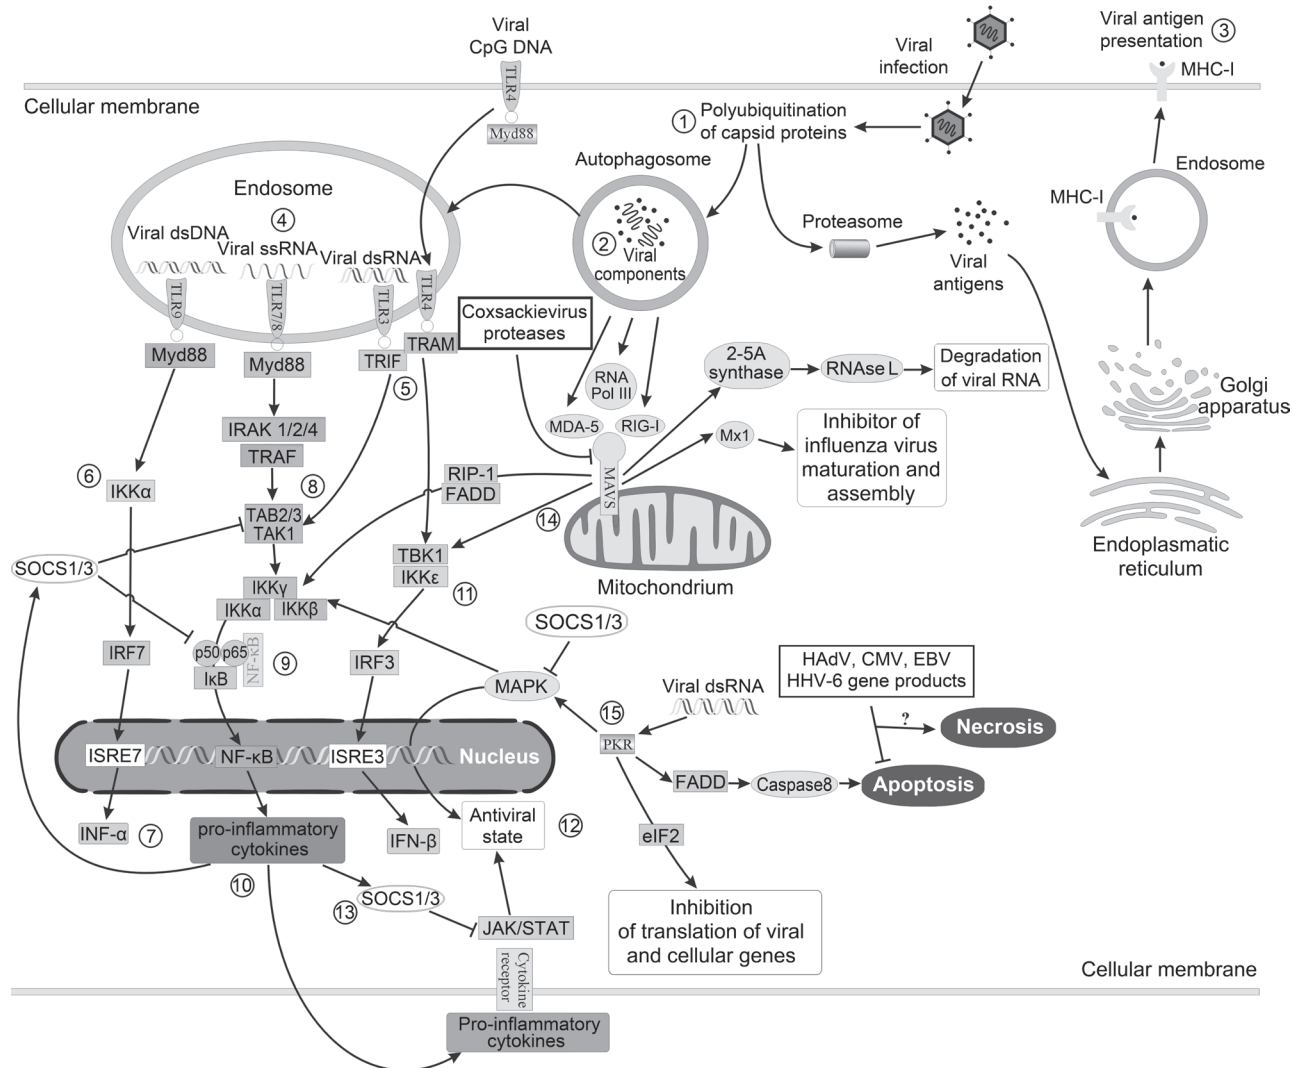 Viral
CpG DNA
TLR4
Myd88
Viral
infection
Viral antigen
presentation
3
MHC-I
Cellular membrane
1
Polyubiquitination
of capsid proteins
Autophagosome
2
Viral
components
Proteasome
Viral
antigens
Endosome
MHC-I
Endosome
4
Viral dsDNA
Viral ssRNA
Viral dsRNA
TLR9
TLR7/8
TLR3
TLR4
Myd88
Myd88
TRIF
TRAM
5
Coxsackievirus
proteases
RNA
Pol III
MDA-5
RIG-I
MAVS
Mitochondrium
2-5A
synthase
RNAse L
Degradation
of viral RNA
Mx1
Inhibitor of
influenza virus
maturation and
assembly
Golgi
apparatus
Endoplasmatic
reticulum
IRAK 1/2/4
TRAF
6
IKKα
8
TAB2/3
TAK1
RIP-1
FADD
14
SOCS1/3
TBK1
IKKε
11
IKKγ
IKKα
IKKβ
SOCS1/3
IRF7
p50
p65
NF-κB
IκB
9
IRF3
MAPK
HAdV, CMV, EBV
HHV-6 gene products
15
Viral dsRNA
PKR
?
Necrosis
ISRE7
NF-κB
ISRE3
Nucleus
FADD
Caspase8
Apoptosis
INF-α
7
pro-inflammatory
cytokines
10
IFN-β
Antiviral
state
12
eIF2
13
SOCS1/3
JAK/STAT
Inhibition
of translation of viral
and cellular genes
Cytokine
receptor
Cellular membrane
Pro-inflammatory
cytokines